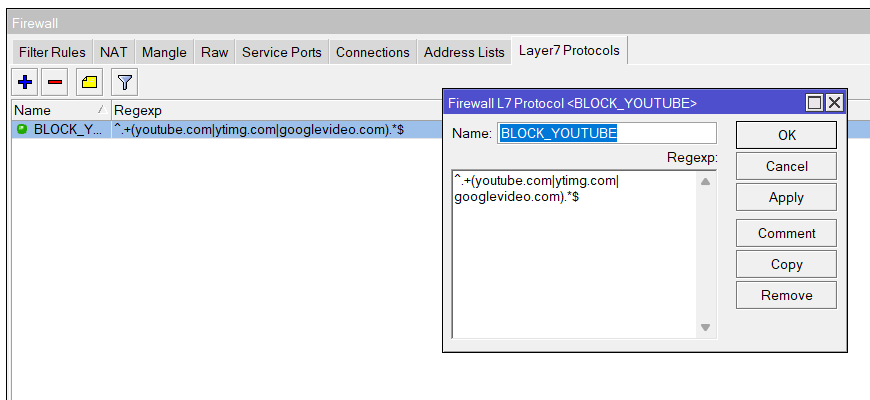 Firewall
Filter Rules NAT Mangle Raw Service Ports Connections Address Lists Layer7 Protocols
Name / Regexp
BLOCK_Y... ^.+(youtube.com|ytimg.com|googlevideo.com).*$
Firewall L7 Protocol <BLOCK_YOUTUBE>
Name: BLOCK_YOUTUBE
Regexp:
^.+(youtube.com|ytimg.com|
googlevideo.com).*$
OK
Cancel
Apply
Comment
Copy
Remove